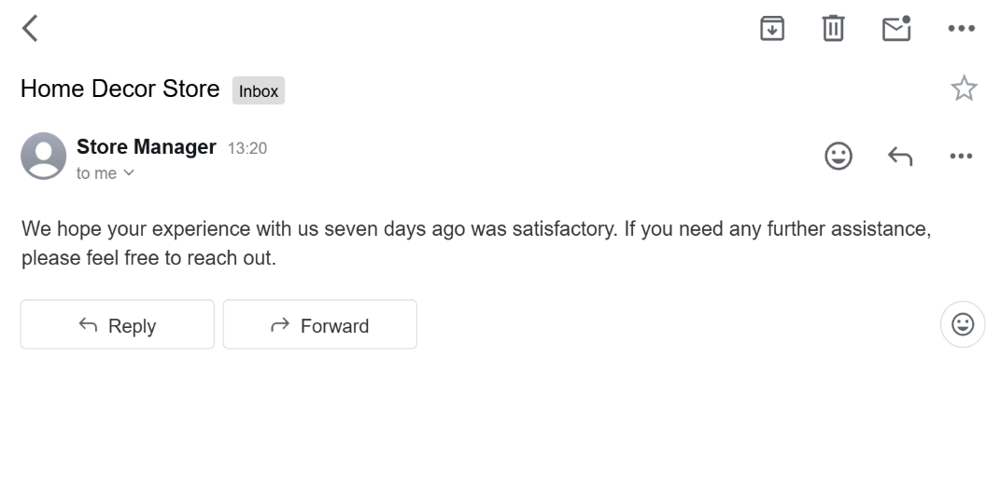 Home Decor Store Inbox
Store Manager 13:20
to me
We hope your experience with us seven days ago was satisfactory. If you need any further assistance,
please feel free to reach out.
Reply Forward